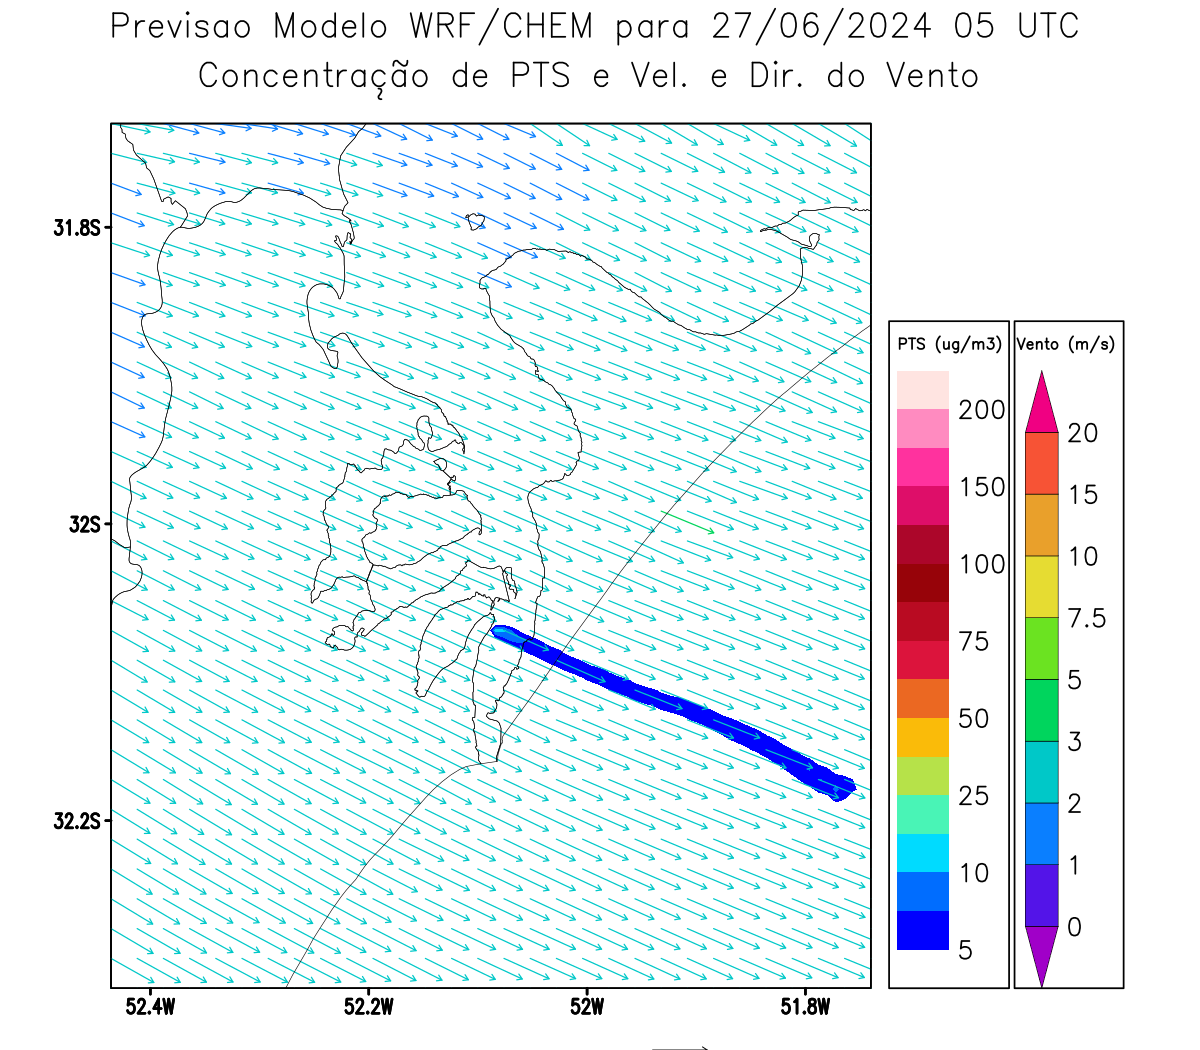 Previsao Modelo WRF/CHEM para 27/06/2024 05 UTC
Concentração de PTS e Vel. e Dir. do Vento
31.8S
32S
32.2S
52.4W 52.2W 52W 51.8W
PTS (ug/m3)
200
150
100
75
50
25
10
5
Vento (m/s)
20
15
10
7.5
5
3
2
1
0